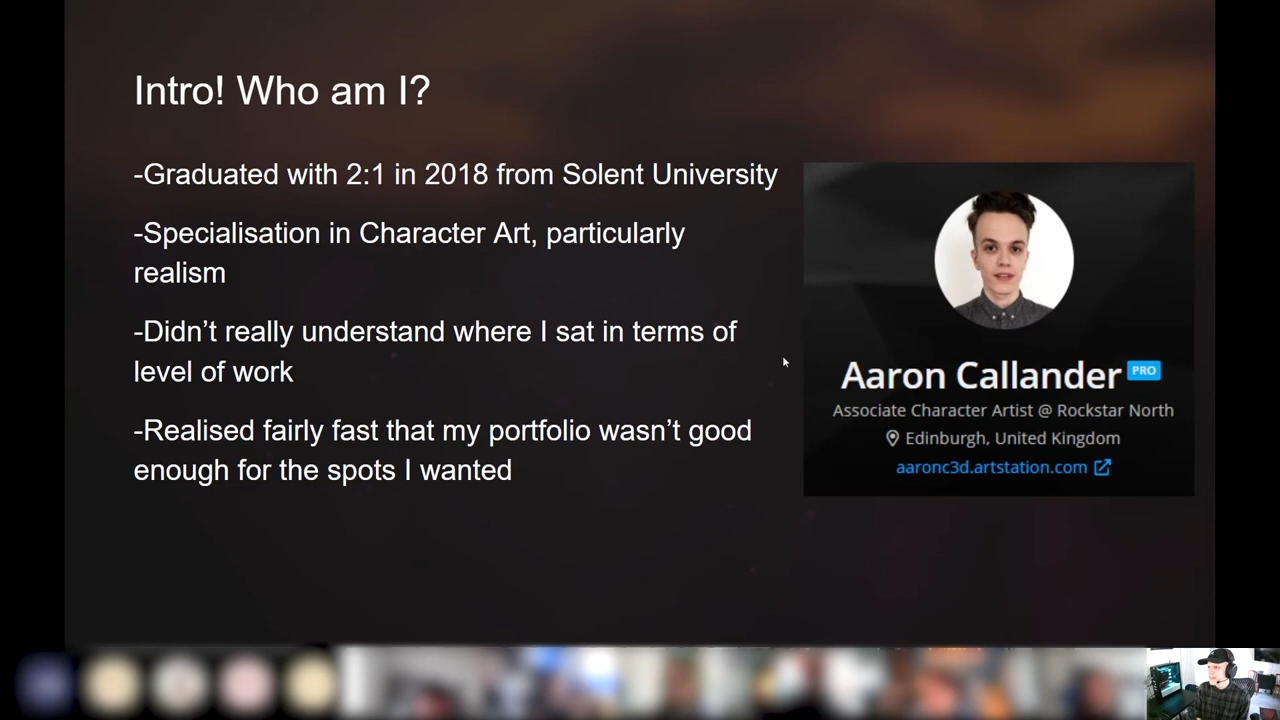 Intro! Who am I?
-Graduated with 2:1 in 2018 from Solent University
-Specialisation in Character Art, particularly
realism
-Didn’t really understand where I sat in terms of
level of work
-Realised fairly fast that my portfolio wasn’t good
enough for the spots I wanted
Aaron Callander PRO
Associate Character Artist @ Rockstar North
Edinburgh, United Kingdom
aaronc3d.artstation.com